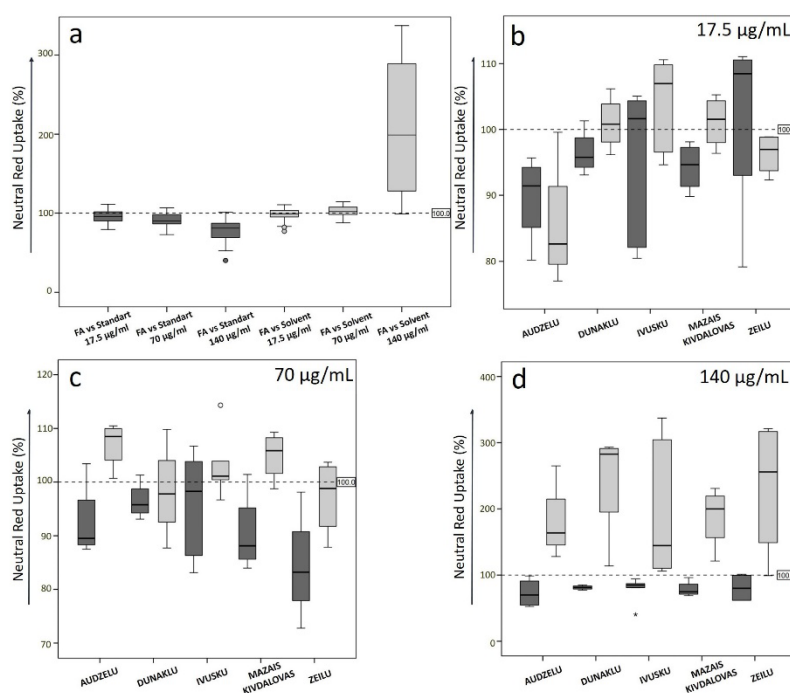 a
Neutral Red Uptake (%)
300
200
100
0
100.0
FA vs Standart
17.5 µg/ml
FA vs Standart
70 µg/ml
FA vs Standart
140 µg/ml
FA vs Solvent
17.5 µg/ml
FA vs Solvent
70 µg/ml
FA vs Solvent
140 µg/ml
b
17.5 µg/mL
Neutral Red Uptake (%)
110
100
90
80
100
AUDZELU
DUNAKLU
IVUSKU
MAZAIS
KIVDALOVAS
ZEILU
c
70 µg/mL
Neutral Red Uptake (%)
120
110
100
90
80
70
100.0
AUDZELU
DUNAKLU
IVUSKU
MAZAIS
KIVDALOVAS
ZEILU
d
140 µg/mL
Neutral Red Uptake (%)
400
300
200
100
0
100.
AUDZELU
DUNAKLU
IVUSKU
MAZAIS
KIVDALOVAS
ZEILU